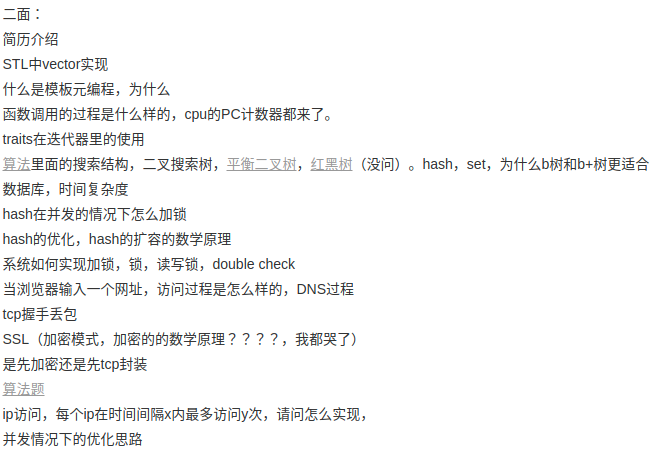 二面：
简历介绍
STL中vector实现
什么是模板元编程，为什么
函数调用的过程是什么样的，cpu的PC计数器都来了。
traits在迭代器里的使用
算法里面的搜索结构，二叉搜索树，平衡二叉树，红黑树（没问）。hash，set，为什么b树和b+树更适合
数据库，时间复杂度
hash在并发的情况下怎么加锁
hash的优化，hash的扩容的数学原理
系统如何实现加锁，锁，读写锁，double check
当浏览器输入一个网址，访问过程是怎么样的，DNS过程
tcp握手丢包
SSL（加密模式，加密的的数学原理？？？？，我都哭了）
是先加密还是先tcp封装
算法题
ip访问，每个ip在时间间隔x内最多访问y次，请问怎么实现，
并发情况下的优化思路